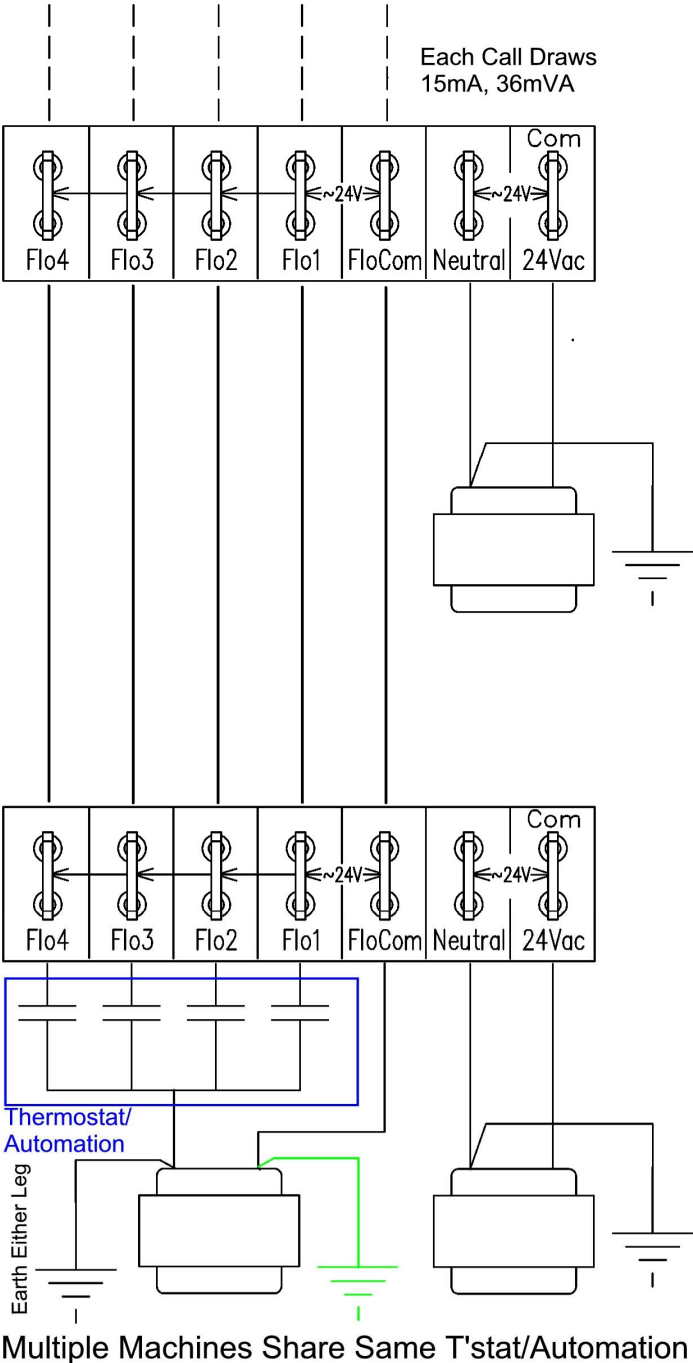 Each Call Draws
15mA, 36mVA
Com
~24V ~24V
Flo4 Flo3 Flo2 Flo1 FloCom Neutral 24Vac
Com
~24V ~24V
Flo4 Flo3 Flo2 Flo1 FloCom Neutral 24Vac
Thermostat/
Automation
Earth Either Leg
Multiple Machines Share Same T'stat/Automation